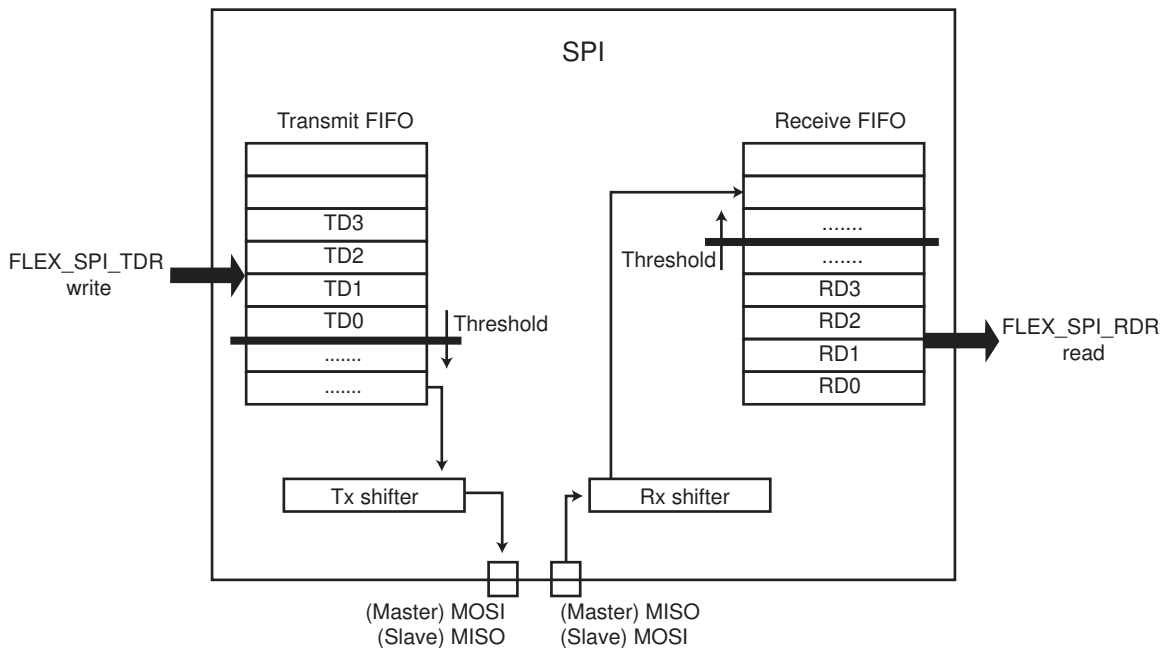 SPI
Transmit FIFO
TD3
TD2
TD1
TD0
.......
.......
Threshold
FLEX_SPI_TDR
write
Receive FIFO
.......
.......
RD3
RD2
RD1
RD0
Threshold
FLEX_SPI_RDR
read
Tx shifter
Rx shifter
(Master) MOSI
(Slave) MISO
(Master) MISO
(Slave) MOSI